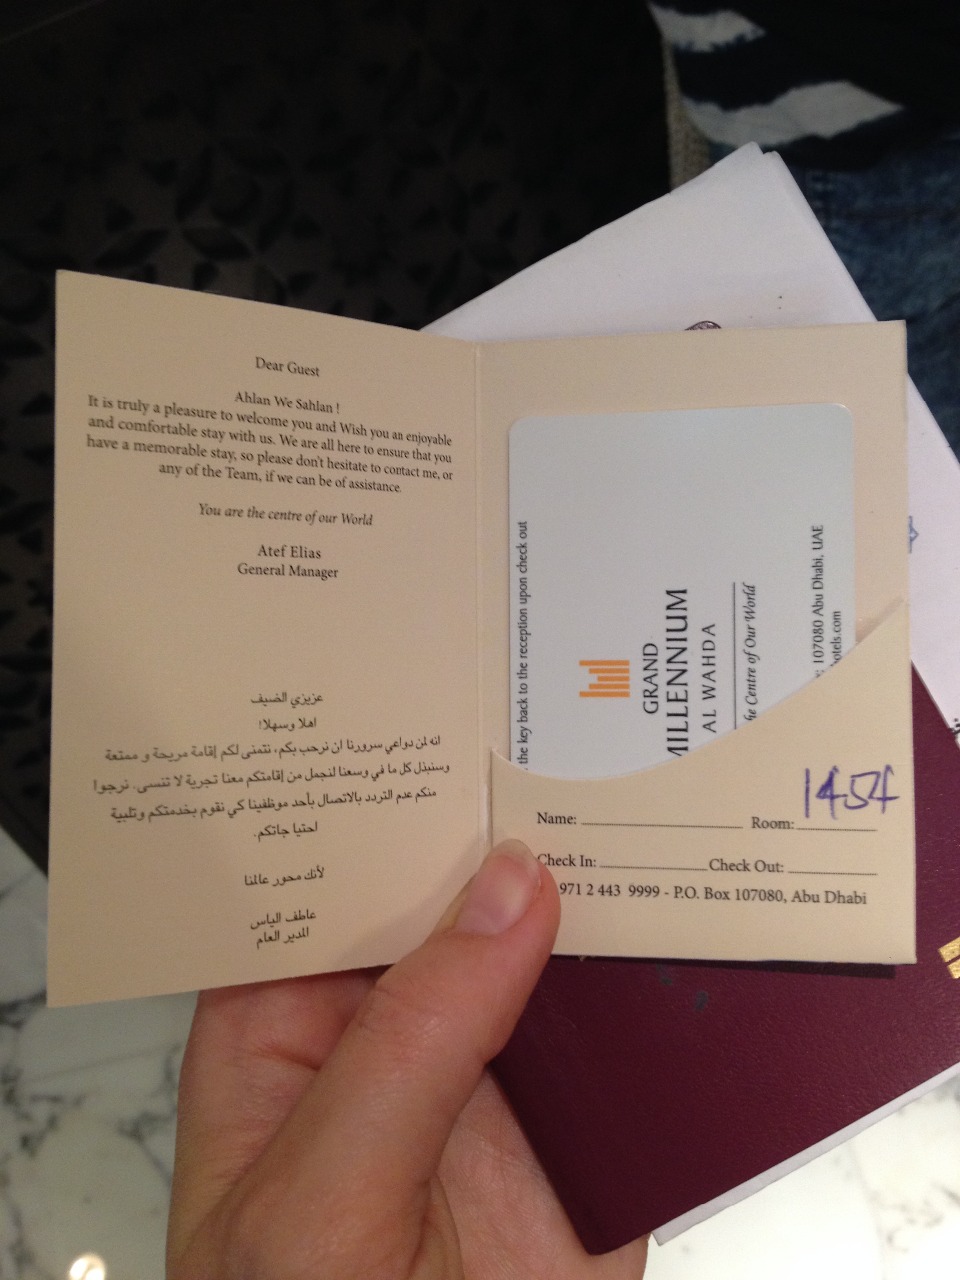 Dear Guest
Ahlan We Sahlan !
It is truly a pleasure to welcome you and Wish you an enjoyable
and comfortable stay with us. We are all here to ensure that you
have a memorable stay, so please don't hesitate to contact me, or
any of the Team, if we can be of assistance.
You are the centre of our World
Atef Elias
General Manager
عزيزي الضيف
اهلا وسهلا!
انه لمن دواعي سرورنا ان نرحب بكم، نتمنى لكم إقامة مريحة و ممتعة
وسنبذل كل ما في وسعنا لنجعل من إقامتكم معنا تجربة لا تنسى. نرجوا
منكم عدم التردد بالاتصال بأحد موظفينا كي نقوم بخدمتكم وتلبية
احتيا جاتكم.
لأنك محور عالمنا
عاطف الياس
المدير العام
the key back to the reception upon check out
GRAND
MILLENNIUM
AL WAHDA
he Centre of Our World
: 107080 Abu Dhabi, UAE
otels.com
Name: Room: 1454
Check In: Check Out:
971 2 443 9999 - P.O. Box 107080, Abu Dhabi